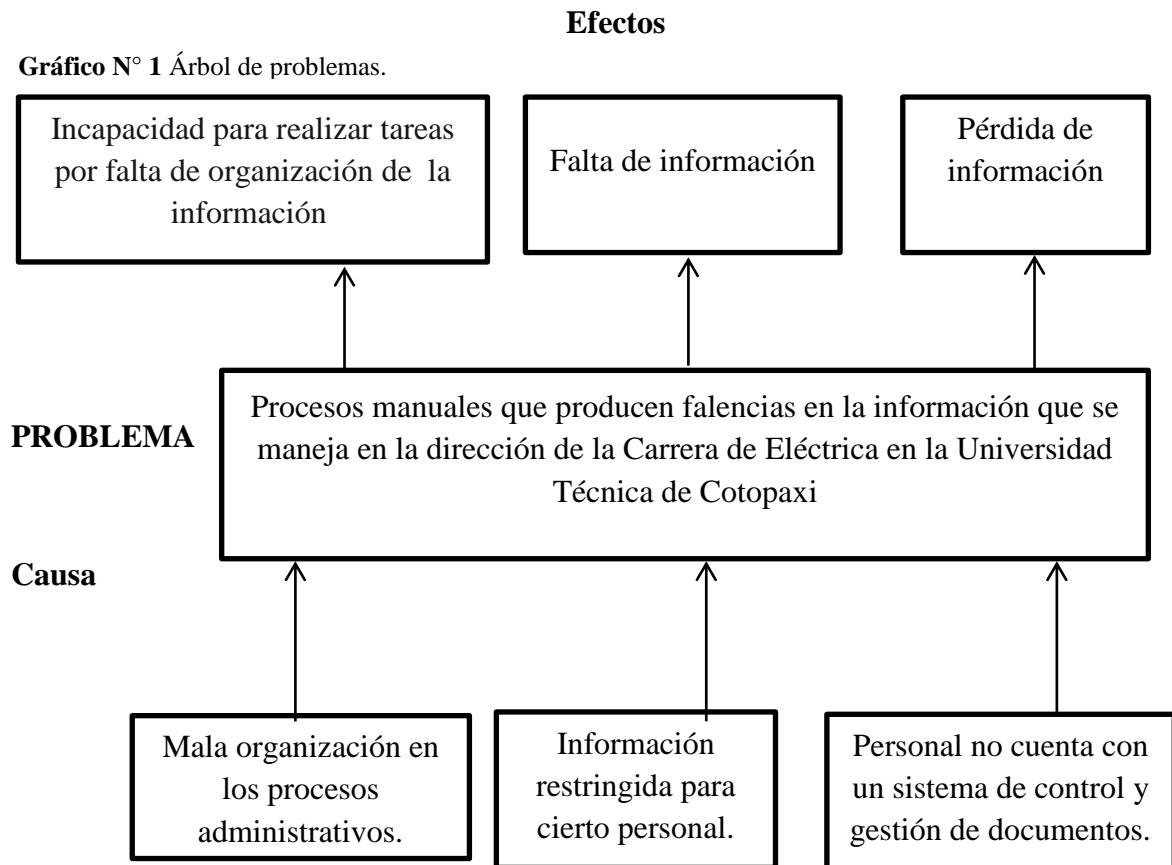 Efectos
Gráfico N° 1 Árbol de problemas.
Incapacidad para realizar tareas
por falta de organización de la
información
Falta de información
Pérdida de
información
PROBLEMA
Procesos manuales que producen falencias en la información que se
maneja en la dirección de la Carrera de Eléctrica en la Universidad
Técnica de Cotopaxi
Causa
Mala organización en
los procesos
administrativos.
Información
restringida para
cierto personal.
Personal no cuenta con
un sistema de control y
gestión de documentos.